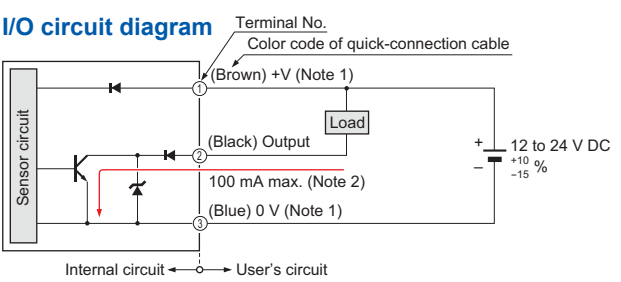 I/O circuit diagram
Terminal No.
Color code of quick-connection cable
(Brown) +V (Note 1)
1
Load
Sensor circuit
(Black) Output
2
+
−
12 to 24 V DC
+10
−15 %
100 mA max. (Note 2)
(Blue) 0 V (Note 1)
3
Internal circuit
User's circuit